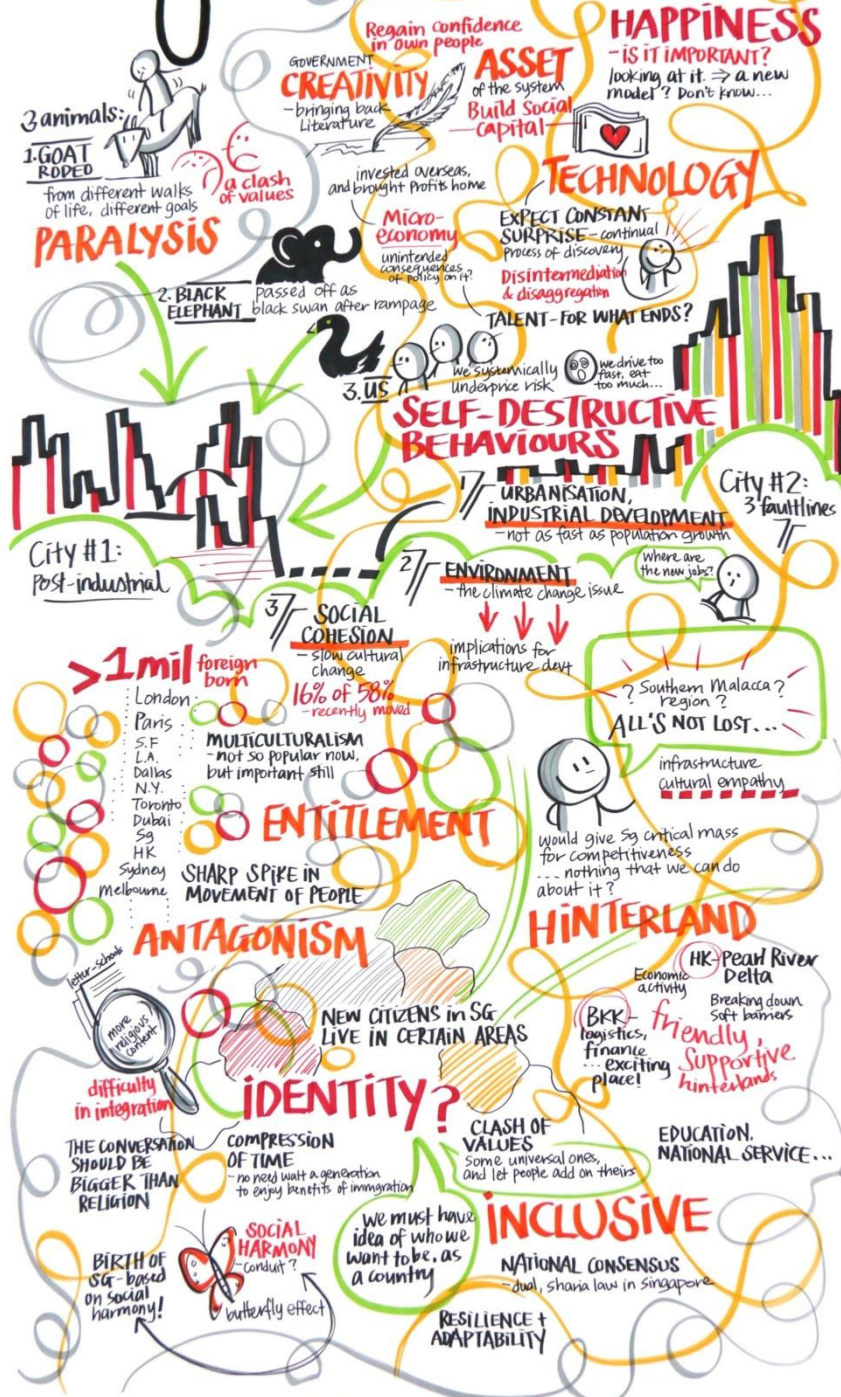 Regain confidence
in own people
HAPPINESS
- IS IT IMPORTANT?
looking at it. ⇒ a new
model? Don't know...
GOVERNMENT
CREATIVITY
- bringing back
Literature
ASSET
of the system
Build Social
Capital
3 animals:
1. GOAT
RODEO
from different walks
of life, different goals
a clash
of values
PARALYSIS
invested overseas,
and brought profits home
Micro-
economy
unintended
consequences
of policy on it?
TECHNOLOGY
EXPECT CONSTANT
SURPRISE - continual
process of discovery
Disintermediation
& disaggregation
TALENT - FOR WHAT ENDS?
2. BLACK
ELEPHANT
passed off as
black swan after rampage
3. US
we systemically
underprice risk
we drive too
fast, eat
too much...
SELF-DESTRUCTIVE
BEHAVIOURS
City #1:
Post-industrial
City #2:
3 faultlines
1
URBANISATION,
INDUSTRIAL DEVELOPMENT
- not as fast as population growth
2
ENVIRONMENT
- the climate change issue
implications for
infrastructure devt
where are
the new jobs?
3
SOCIAL
COHESION
- slow cultural
change
>1mil foreign
born
London
Paris
S.F
L.A.
Dallas
N.Y.
Toronto
Dubai
Sg
HK
Sydney
Melbourne
16% of 58%
- recently moved
MULTICULTURALISM
- not so popular now,
but important still
ENTITLEMENT
SHARP SPIKE IN
MOVEMENT OF PEOPLE
? Southern Malacca?
region?
ALL'S NOT LOST...
infrastructure
cultural empathy
would give Sg critical mass
for competitiveness
... nothing that we can do
about it?
ANTAGONISM
HINTERLAND
HK - Pearl River
Delta
Economic
activity
Breaking down
soft barriers
BKK -
logistics,
finance
... exciting
place!
friendly,
supportive
hinterlands
letter - schools
more
religious
content
difficulty
in integration
NEW CITIZENS in SG
LIVE IN CERTAIN AREAS
IDENTITY?
THE CONVERSATION
SHOULD BE
BIGGER THAN
RELIGION
COMPRESSION
OF TIME
- no need wait a generation
to enjoy benefits of immigration
CLASH OF
VALUES
Some universal ones,
and let people add on theirs
EDUCATION,
NATIONAL SERVICE...
we must have
idea of who we
want to be, as
a country
INCLUSIVE
NATIONAL CONSENSUS
- dual, sharia law in Singapore
RESILIENCE +
ADAPTABILITY
BIRTH OF
SG - based
on social
harmony!
SOCIAL
HARMONY
- conduit?
butterfly effect